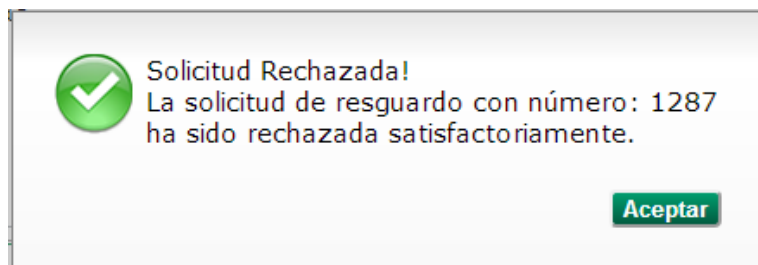 Solicitud Rechazada!
La solicitud de resguardo con número: 1287
ha sido rechazada satisfactoriamente.
Aceptar